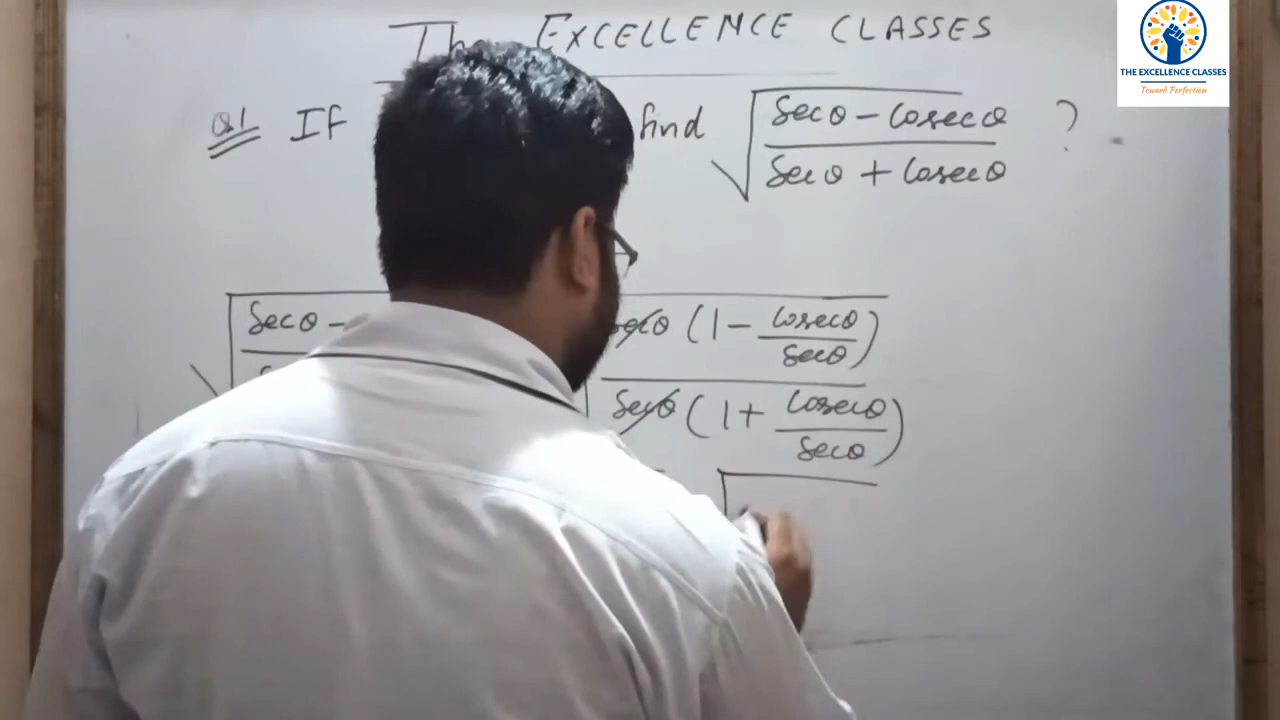 Th EXCELLENCE CLASSES
THE EXCELLENCE CLASSES
Toward Perfection
Q1 If find √ secθ - cosecθ ?
secθ + cosecθ
√ secθ - secθ (1 - cosecθ
secθ)
secθ (1 + cosecθ
secθ)